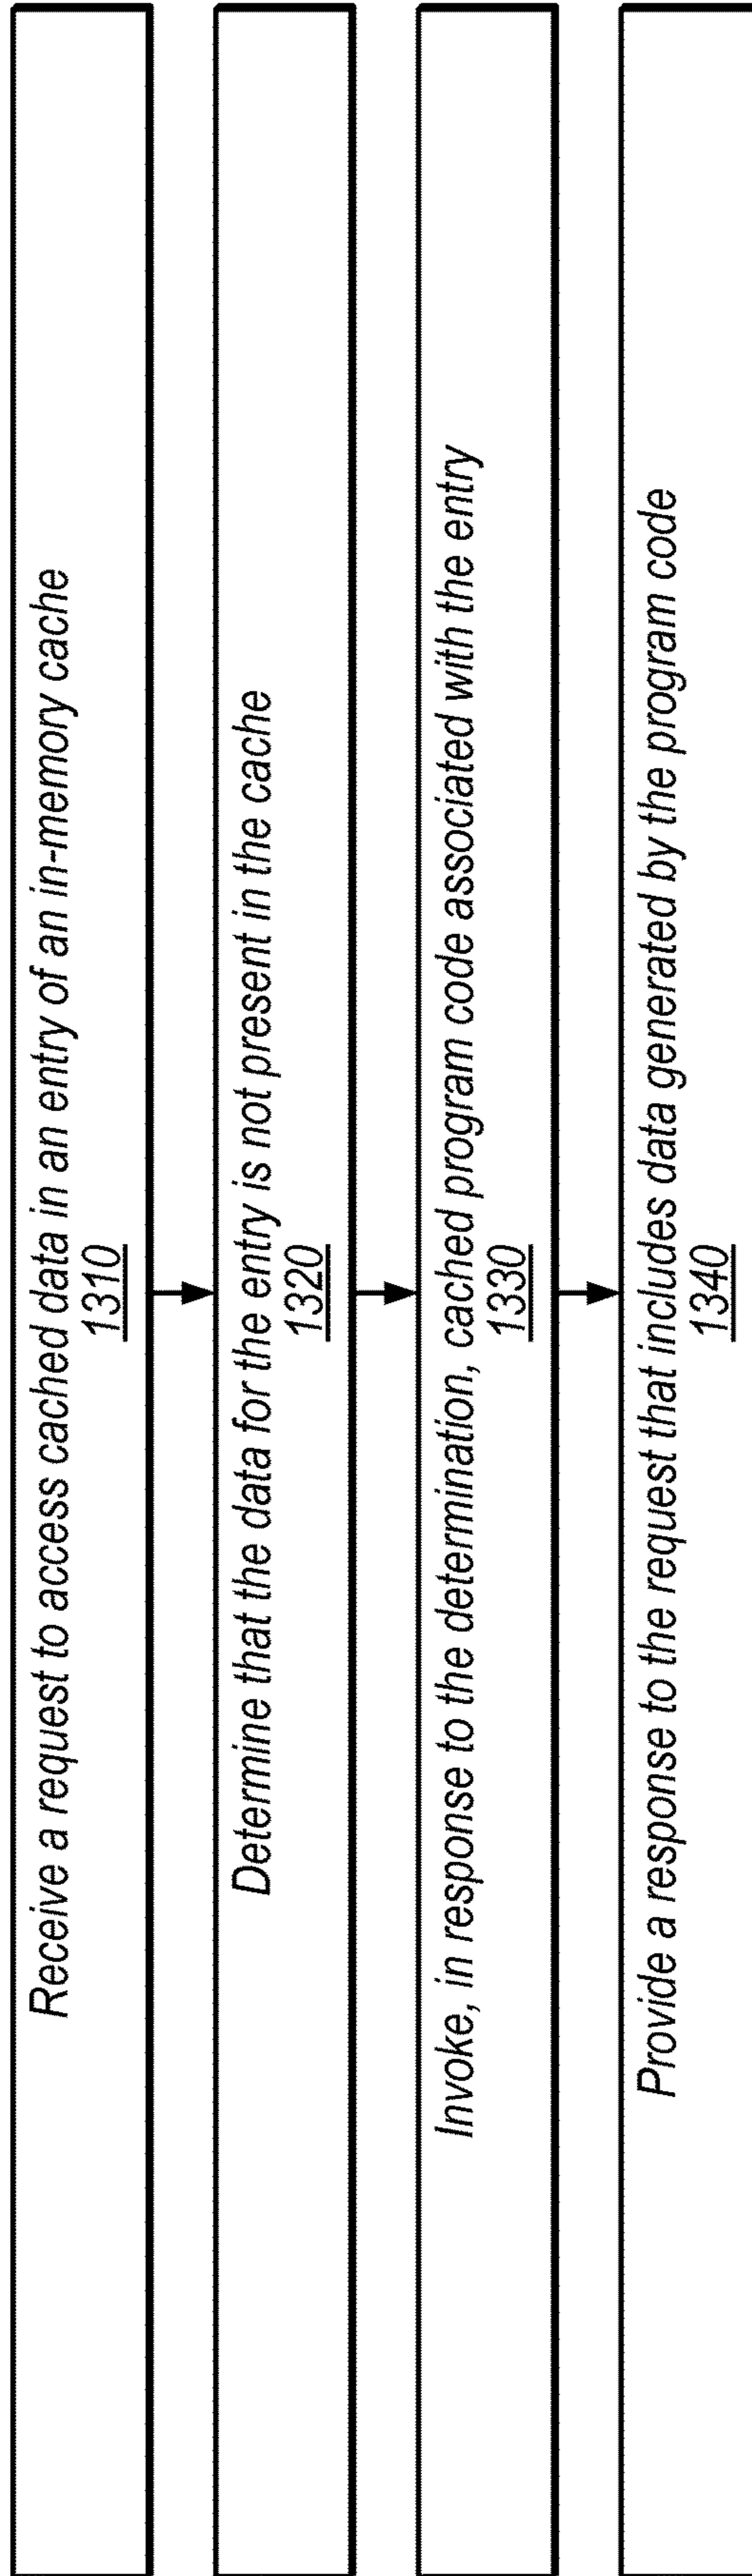 Receive a request to access cached data in an entry of an in-memory cache
1310
Determine that the data for the entry is not present in the cache
1320
Invoke, in response to the determination, cached program code associated with the entry
1330
Provide a response to the request that includes data generated by the program code
1340